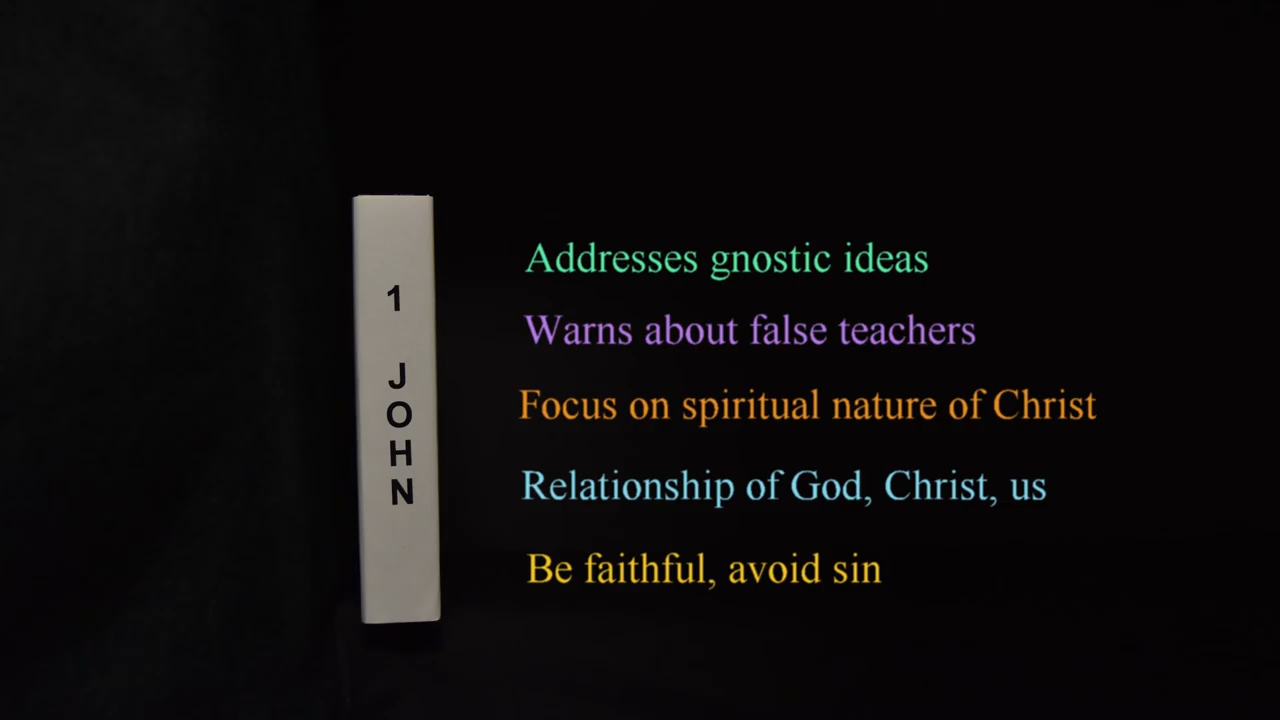 1 JOHN
Addresses gnostic ideas
Warns about false teachers
Focus on spiritual nature of Christ
Relationship of God, Christ, us
Be faithful, avoid sin